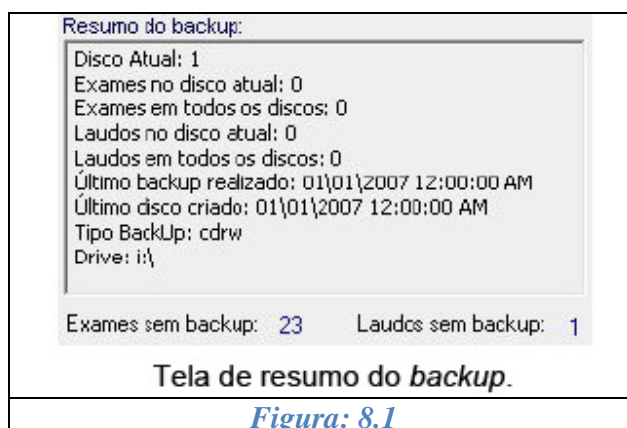 Resumo do backup:
Disco Atual: 1
Exames no disco atual: 0
Exames em todos os discos: 0
Laudos no disco atual: 0
Laudos em todos os discos: 0
Último backup realizado: 01\01\2007 12:00:00 AM
Último disco criado: 01\01\2007 12:00:00 AM
Tipo BackUp: cdrw
Drive: i:\
Exames sem backup: 23 Laudos sem backup: 1
Tela de resumo do backup.
Figura: 8.1